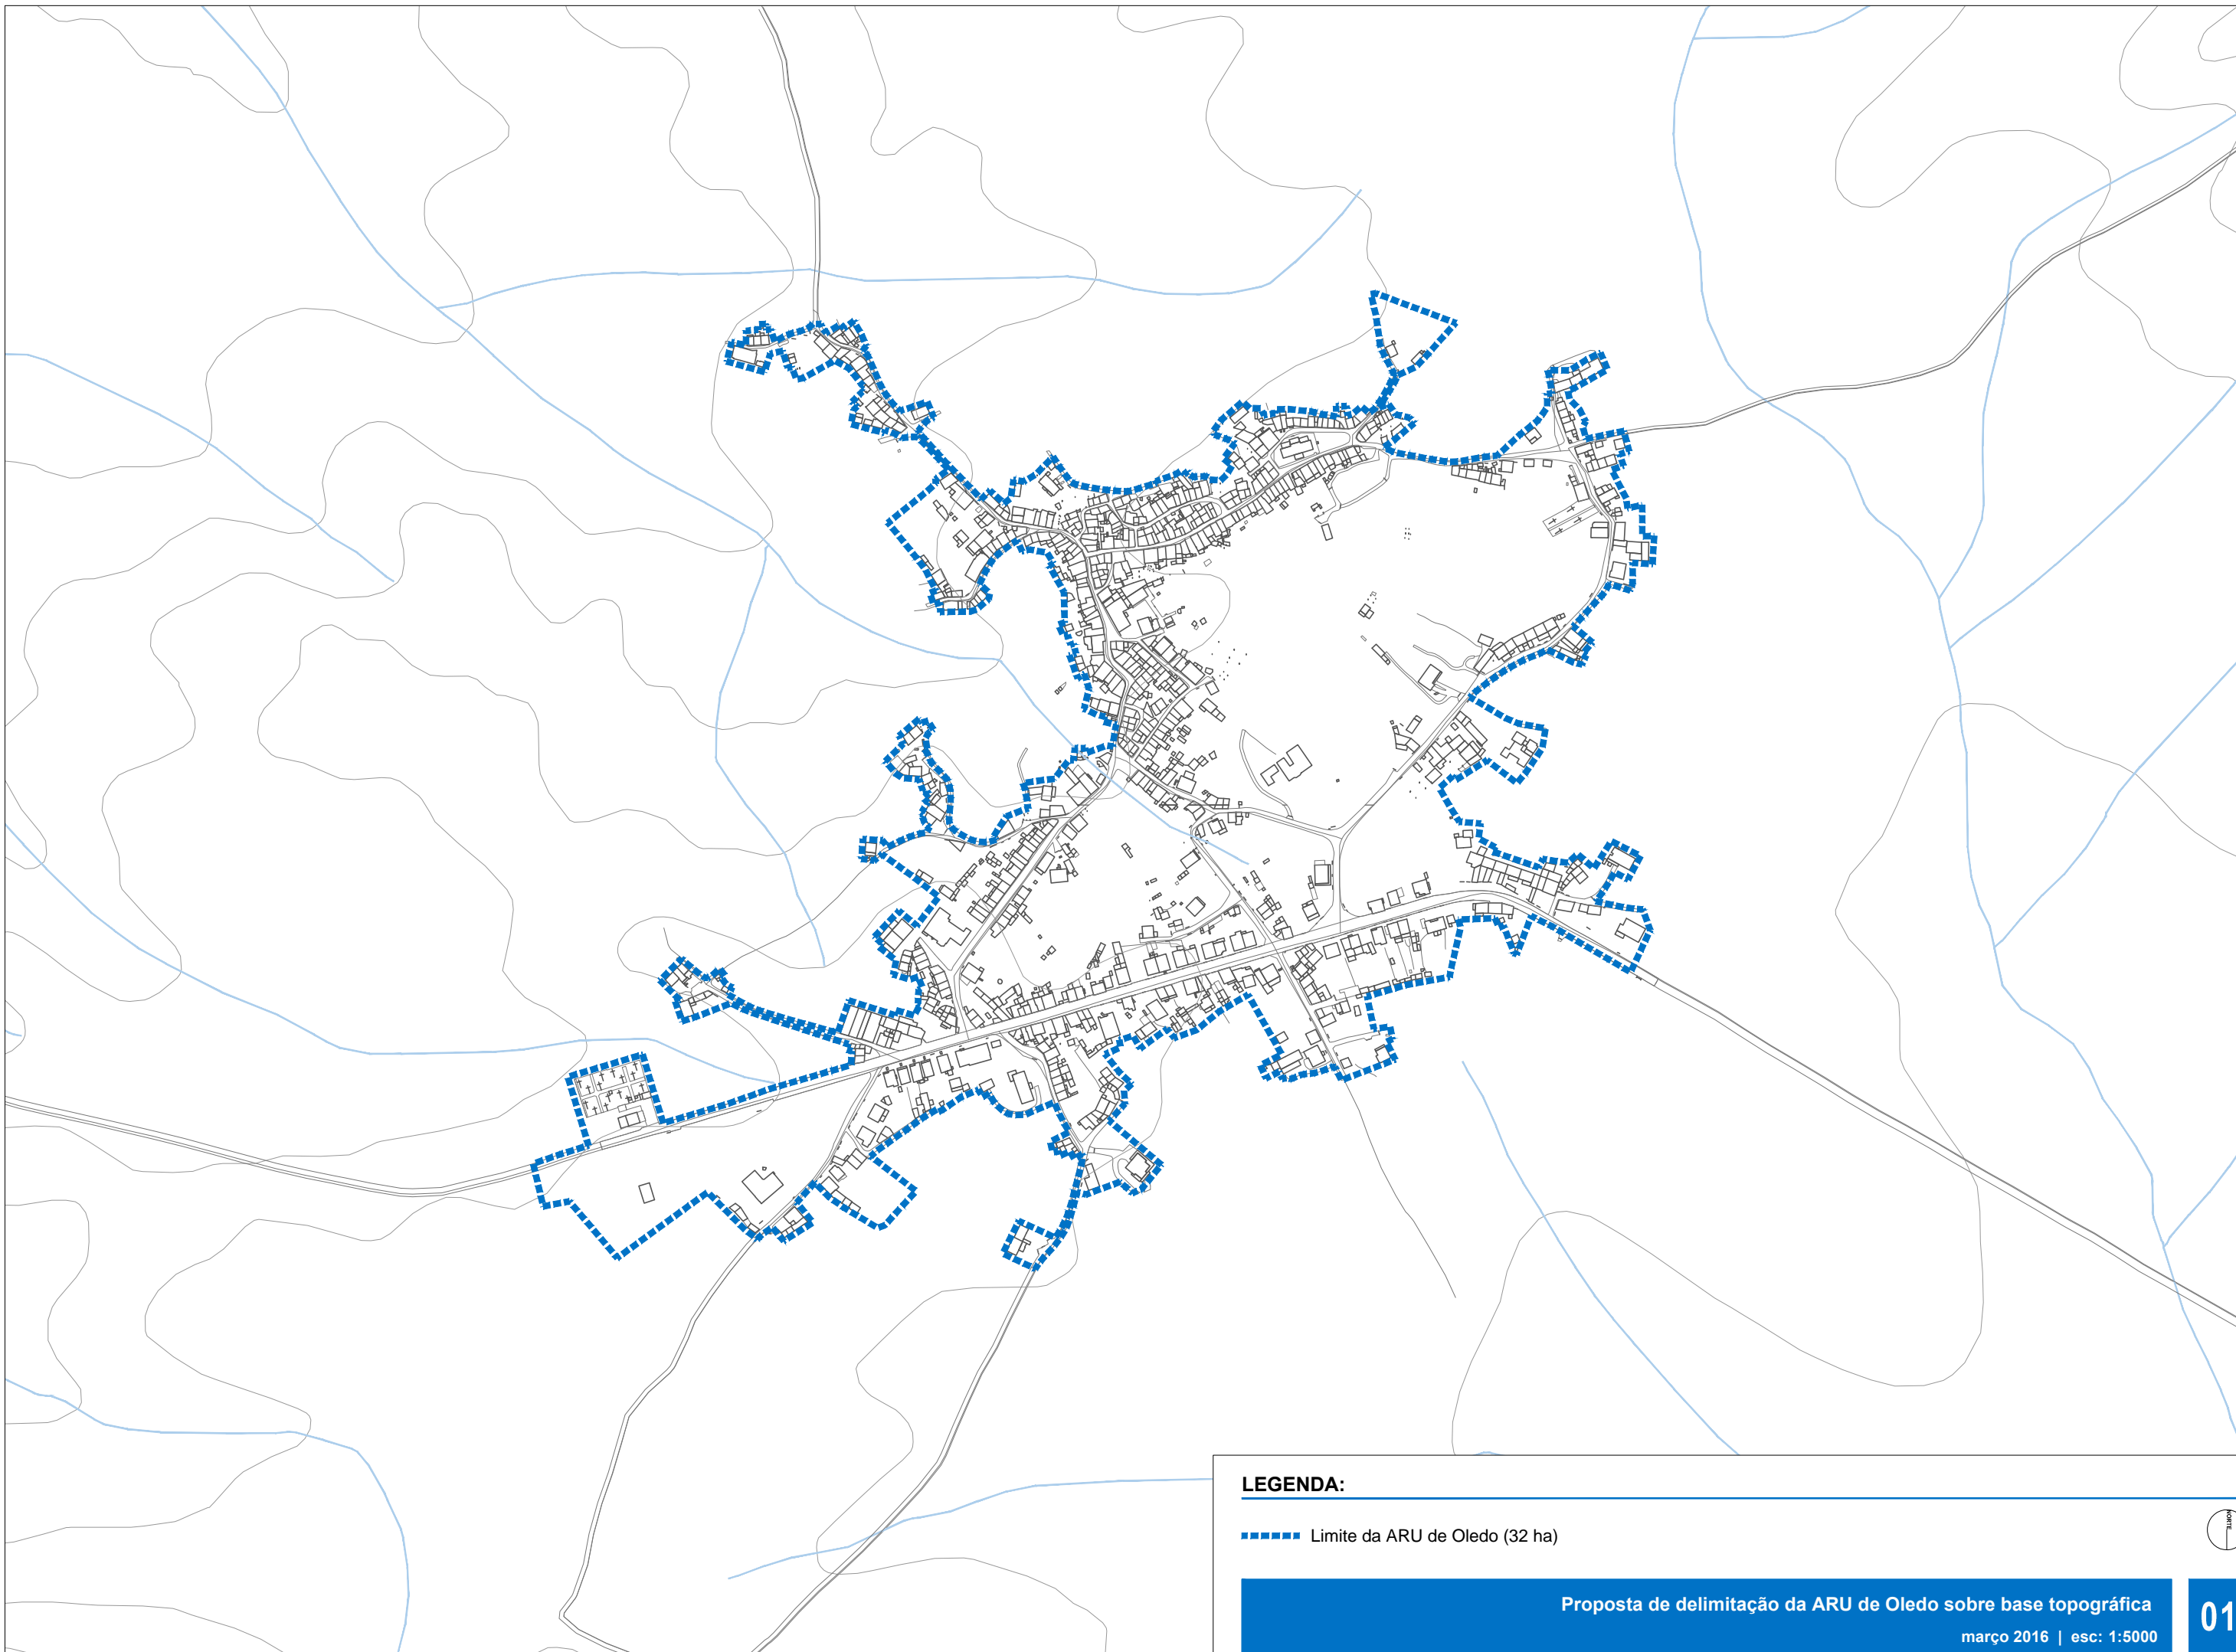 LEGENDA:
Limite da ARU de Oledo (32 ha)
NORTE
Proposta de delimitação da ARU de Oledo sobre base topográfica
01
março 2016 | esc: 1:5000